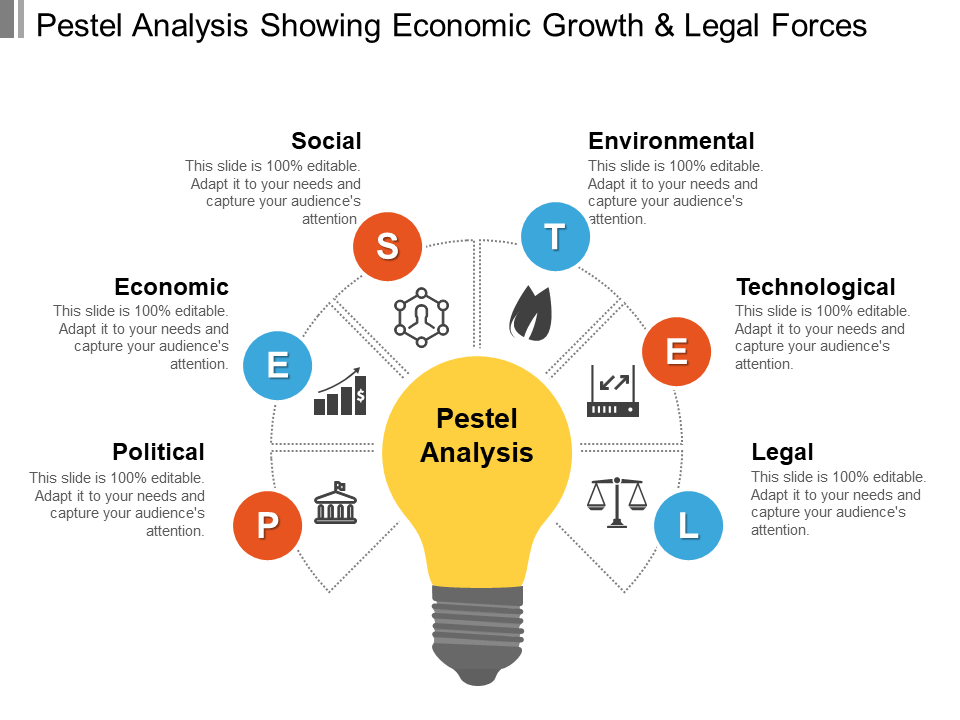 Pestel Analysis Showing Economic Growth & Legal Forces
Social
This slide is 100% editable.
Adapt it to your needs and
capture your audience's
attention
S
Environmental
This slide is 100% editable.
Adapt it to your needs and
capture your audience's
attention.
T
Economic
This slide is 100% editable.
Adapt it to your needs and
capture your audience's
attention.
E
$
Technological
This slide is 100% editable.
Adapt it to your needs and
capture your audience's
attention.
E
Pestel
Analysis
Political
This slide is 100% editable.
Adapt it to your needs and
capture your audience's
attention.
P
Legal
This slide is 100% editable.
Adapt it to your needs and
capture your audience's
attention.
L